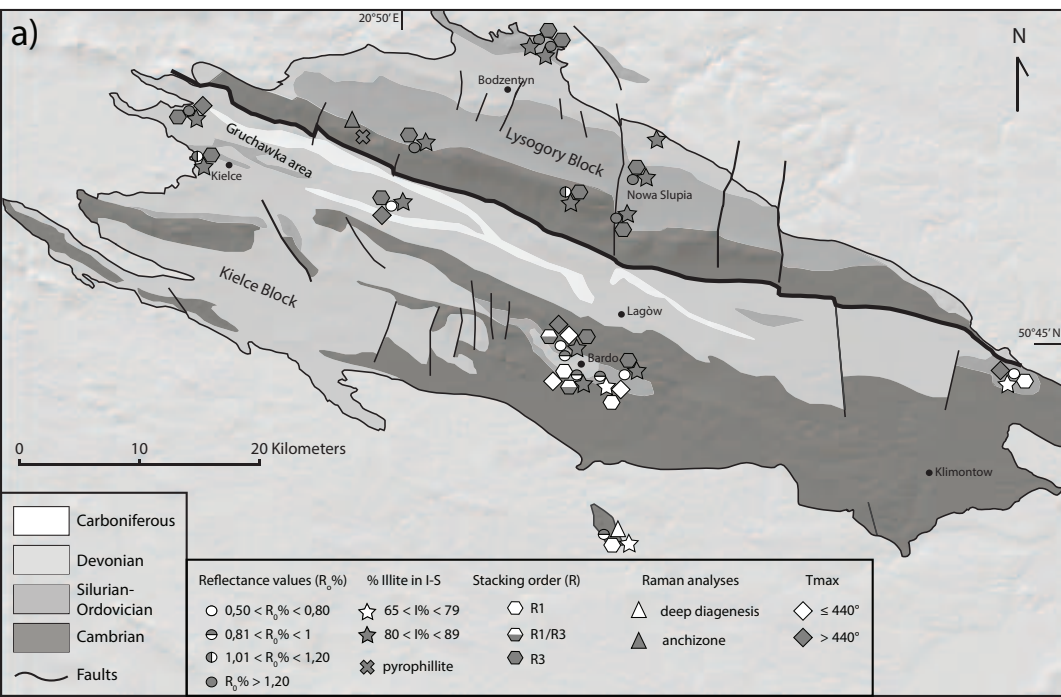 a)
20°50' E
N
Bodzentyn
Lysogory Block
Gruchawka area
Kielce
Nowa Slupia
Kielce Block
Lagòw
50°45' N
Bardo
0 10 20 Kilometers
Klimontow
Carboniferous
Devonian
Silurian-
Ordovician
Cambrian
Faults
Reflectance values (Ro%)
0,50 < R0% < 0,80
0,81 < R0% < 1
1,01 < R0% < 1,20
R0% > 1,20
% Illite in I-S
65 < I% < 79
80 < I% < 89
pyrophillite
Stacking order (R)
R1
R1/R3
R3
Raman analyses
deep diagenesis
anchizone
Tmax
≤ 440°
> 440°